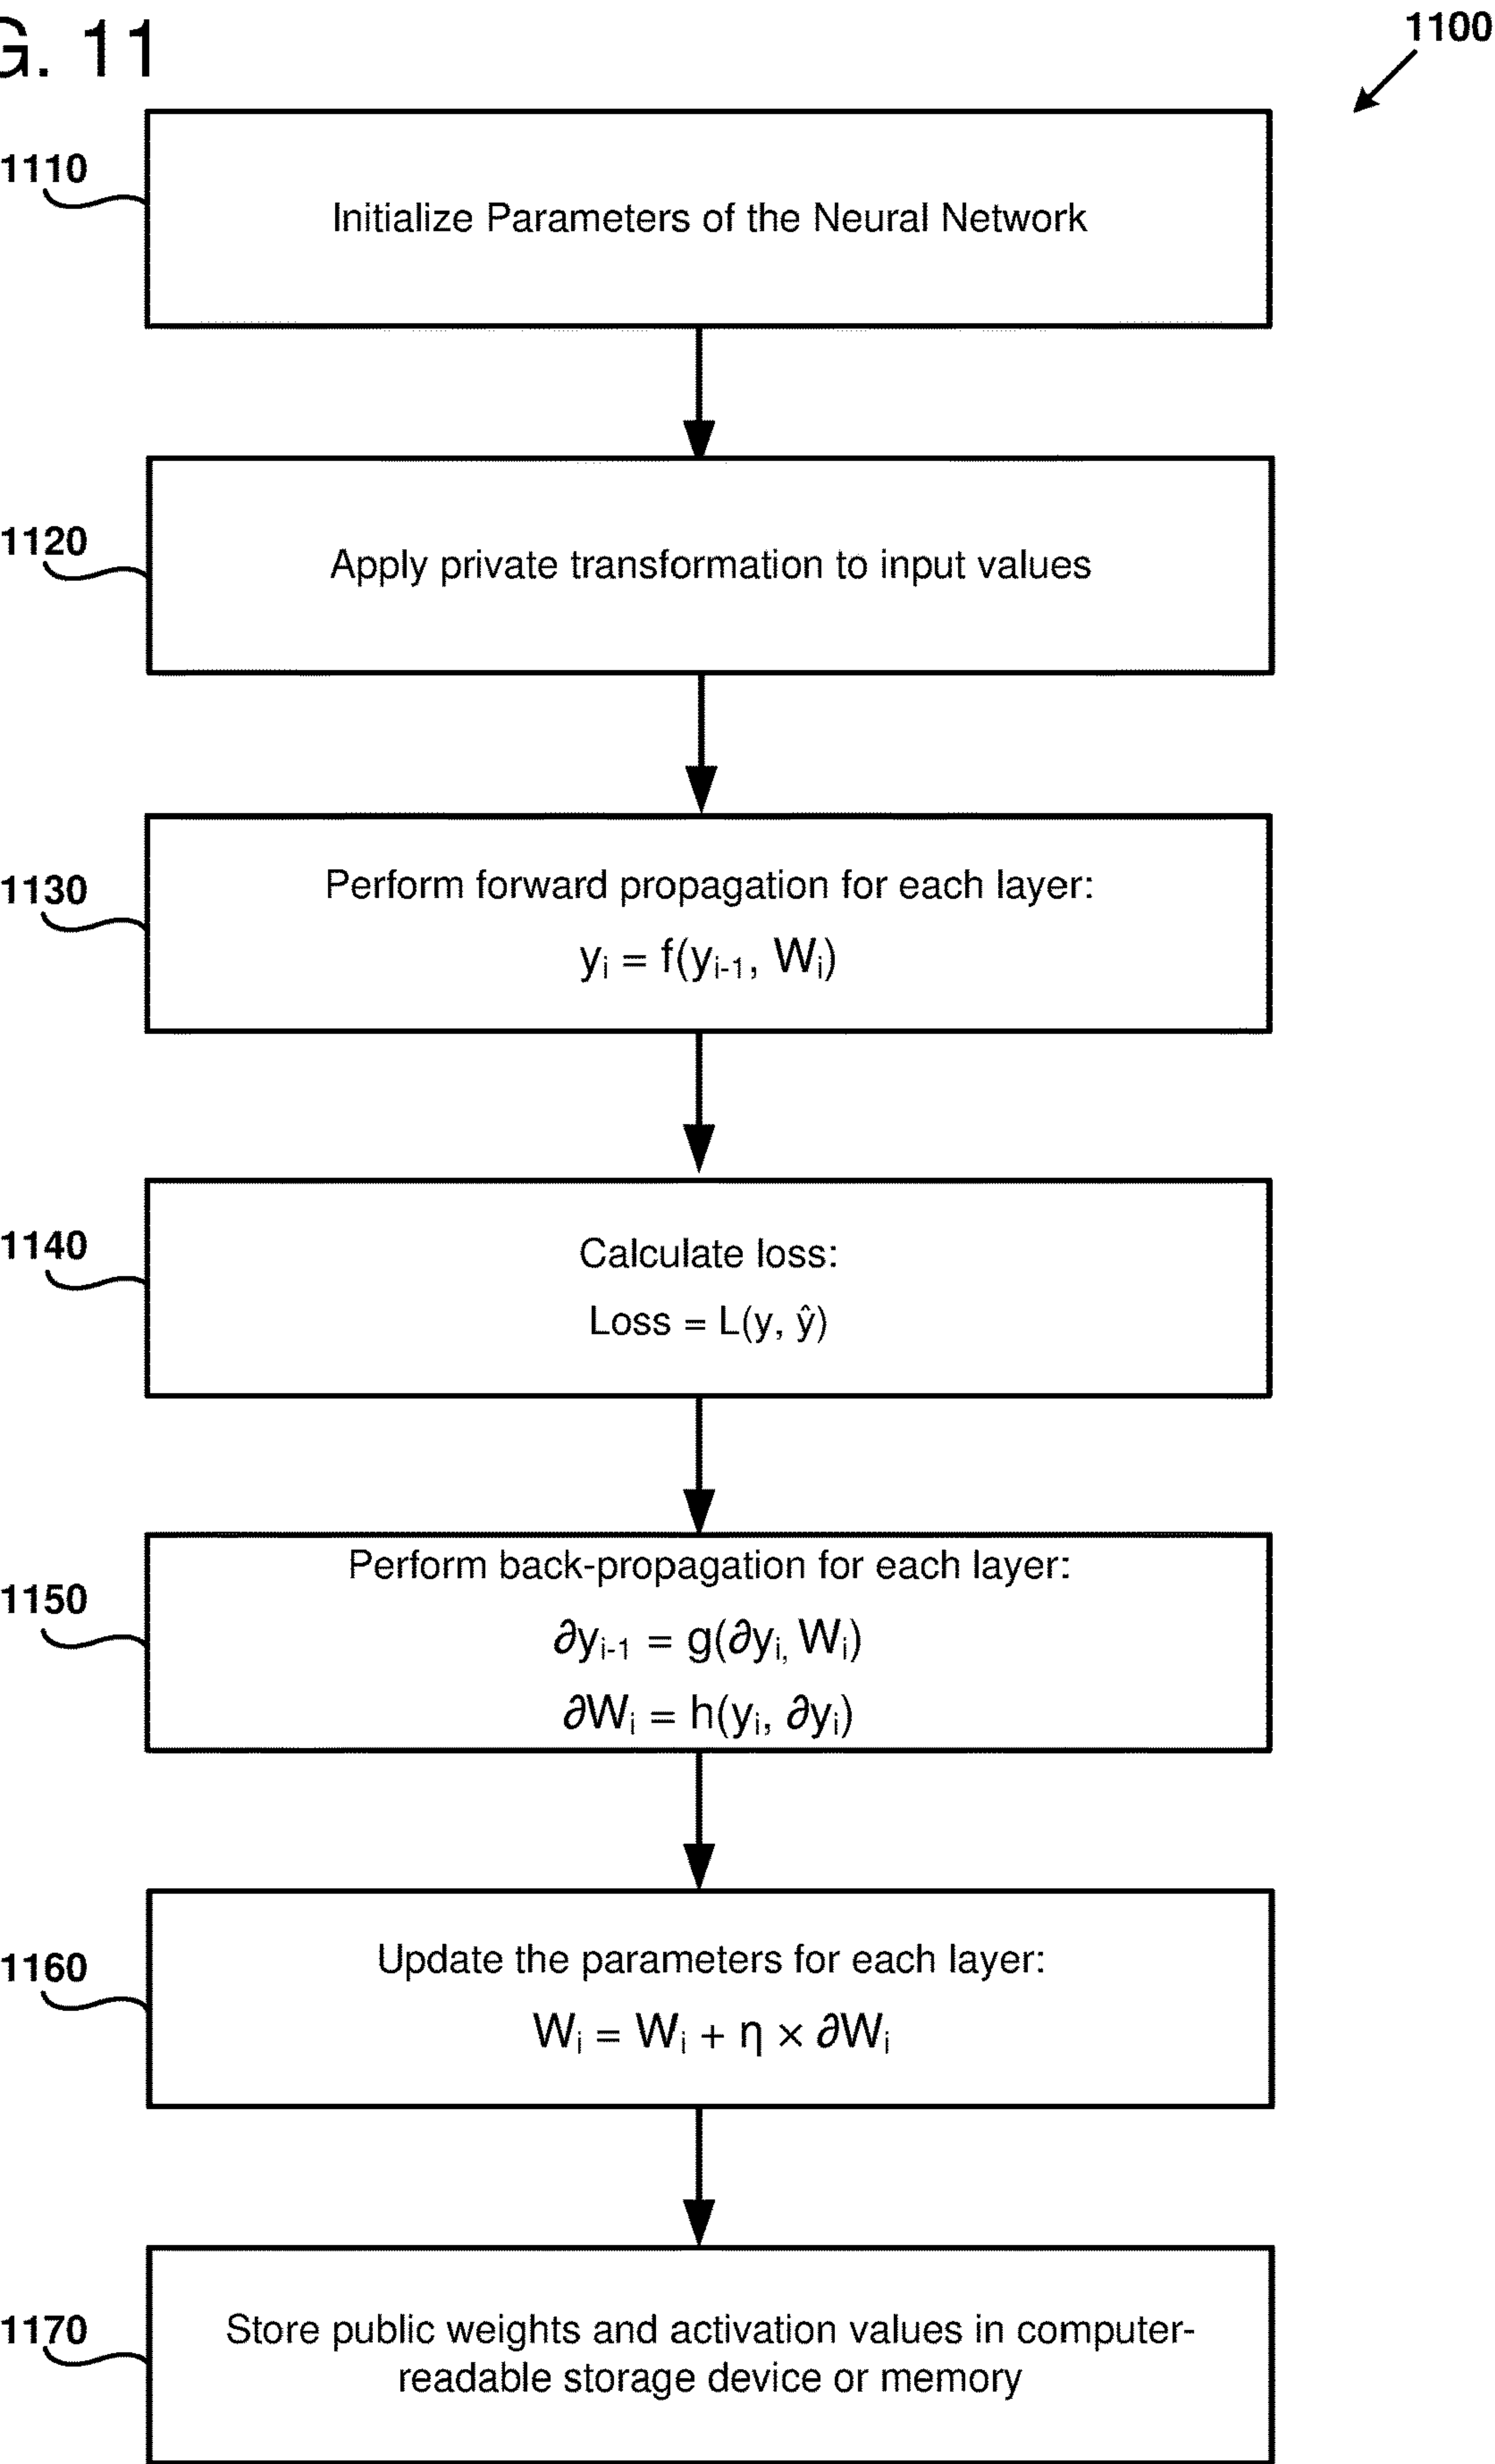 G. 11
1100
1110
Initialize Parameters of the Neural Network
1120
Apply private transformation to input values
1130
Perform forward propagation for each layer:
yᵢ = f(yᵢ₋₁, Wᵢ)
1140
Calculate loss:
Loss = L(y, ŷ)
1150
Perform back-propagation for each layer:
∂yᵢ₋₁ = g(∂yᵢ, Wᵢ)
∂Wᵢ = h(yᵢ, ∂yᵢ)
1160
Update the parameters for each layer:
Wᵢ = Wᵢ + η × ∂Wᵢ
1170
Store public weights and activation values in computer-
readable storage device or memory